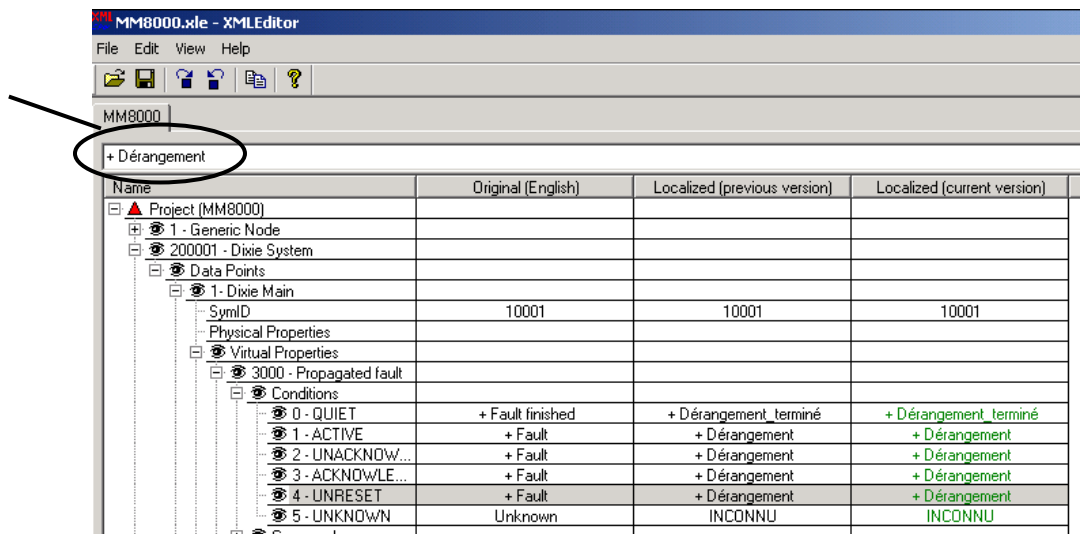 XML MM8000.xle - XMLEditor
File Edit View Help
MM8000
+ Dérangement
Name Original (English) Localized (previous version) Localized (current version)
Project (MM8000)
1 - Generic Node
200001 - Dixie System
Data Points
1- Dixie Main
SymID 10001 10001 10001
Physical Properties
Virtual Properties
3000 - Propagated fault
Conditions
0 - QUIET + Fault finished + Dérangement_terminé + Dérangement_terminé
1 - ACTIVE + Fault + Dérangement + Dérangement
2 - UNACKNOW... + Fault + Dérangement + Dérangement
3 - ACKNOWLE... + Fault + Dérangement + Dérangement
4 - UNRESET + Fault + Dérangement + Dérangement
5 - UNKNOWN Unknown INCONNU INCONNU